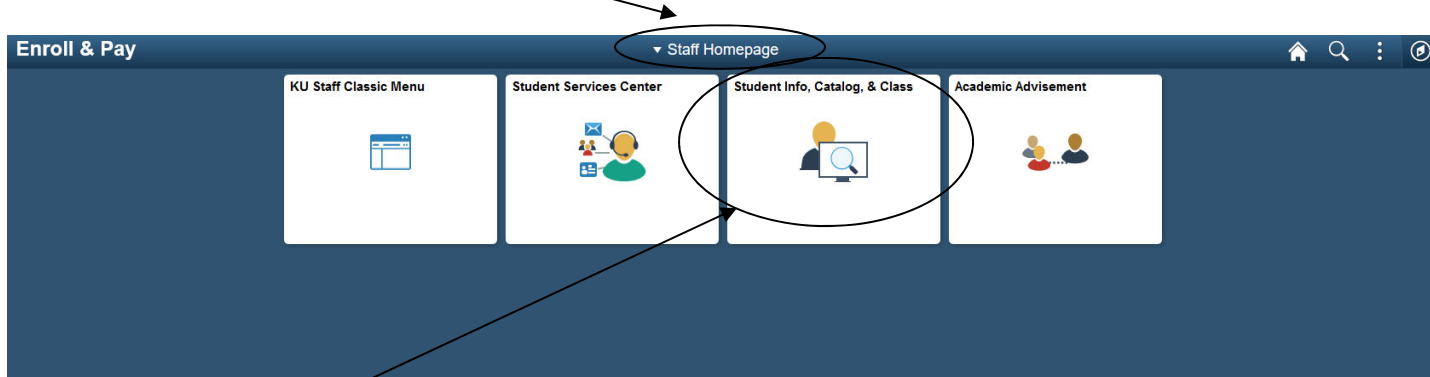 Enroll & Pay
Staff Homepage
KU Staff Classic Menu
Student Services Center
Student Info, Catalog, & Class
Academic Advisement